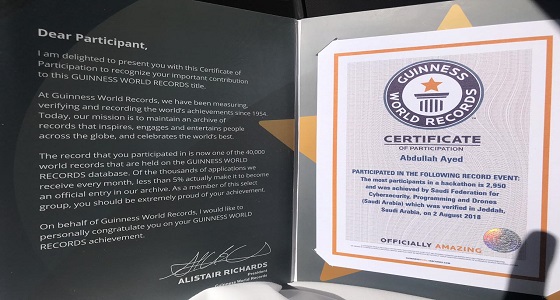 Dear Participant,
I am delighted to present you with this Certificate of
Participation to recognize your important contribution
to this GUINNESS WORLD RECORDS title.
At Guinness World Records, we have been measuring,
verifying and recording the world's achievements since 1954.
Today, our mission is to maintain an archive of
records that inspires, engages and entertains people
across the globe, and celebrates the world's best.
The record that you participated in is now one of the 40,000
world records that are held on the GUINNESS WORLD
RECORDS database. Of the thousands of applications we
receive every month, less than 5% actually make it to become
an official entry in our archive. As a member of this select
group, you should be extremely proud of your achievement.
On behalf of Guinness World Records, I would like to
personally congratulate you on your GUINNESS WORLD
RECORDS achievement.
ALISTAIR RICHARDS
President
Guinness World Records
GUINNESS
WORLD RECORDS
CERTIFICATE
OF PARTICIPATION
Abdullah Ayed
PARTICIPATED IN THE FOLLOWING RECORD EVENT:
The most participants in a hackathon is 2,950
and was achieved by Saudi Federation for
Cybersecurity, Programming and Drones
(Saudi Arabia) which was verified in Jeddah,
Saudi Arabia, on 2 August 2018
OFFICIALLY AMAZING